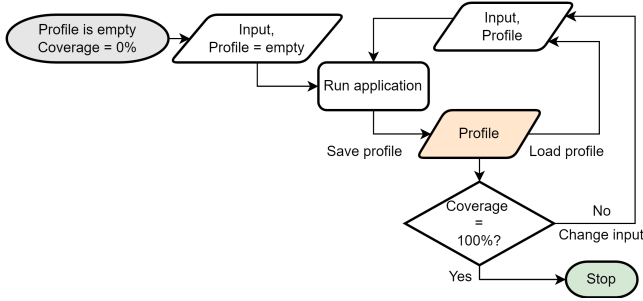 Profile is empty
Coverage = 0%
Input,
Profile = empty
Input,
Profile
Run application
Profile
Save profile
Load profile
Coverage
=
100%?
No
Change input
Yes
Stop